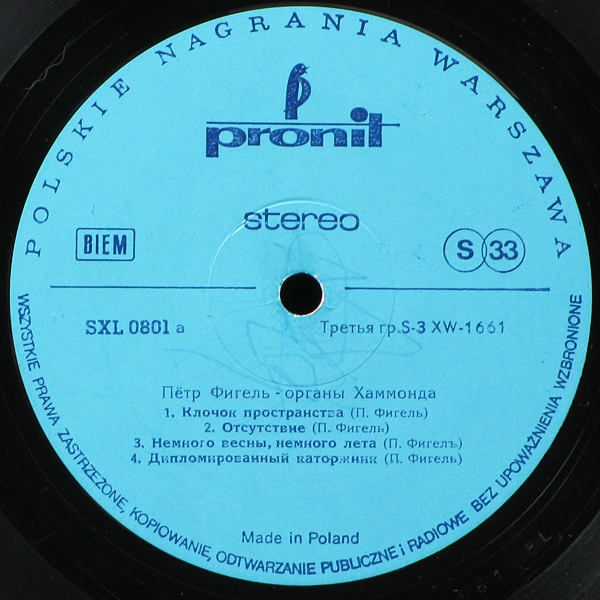 POLSKIE NAGRANIA WARSZAWA
pronit
stereo
BIEM
S 33
SXL 0801 a
Третья гр.S-3 XW-1661
Пётр Фигель - органы Хаммонда
1. Клочок пространства (П. Фигель)
2. Отсутствие (П. Фигель)
3. Немного весны, немного лета (П. Фигелъ)
4. Дипломированный каторжник (П. Фигель)
Made in Poland
WSZYSTKIE PRAWA ZASTRZEŻONE, KOPIOWANIE, ODTWARZANIE PUBLICZNE i RADIOWE BEZ UPOWAŻNIENIA WZBRONIONE